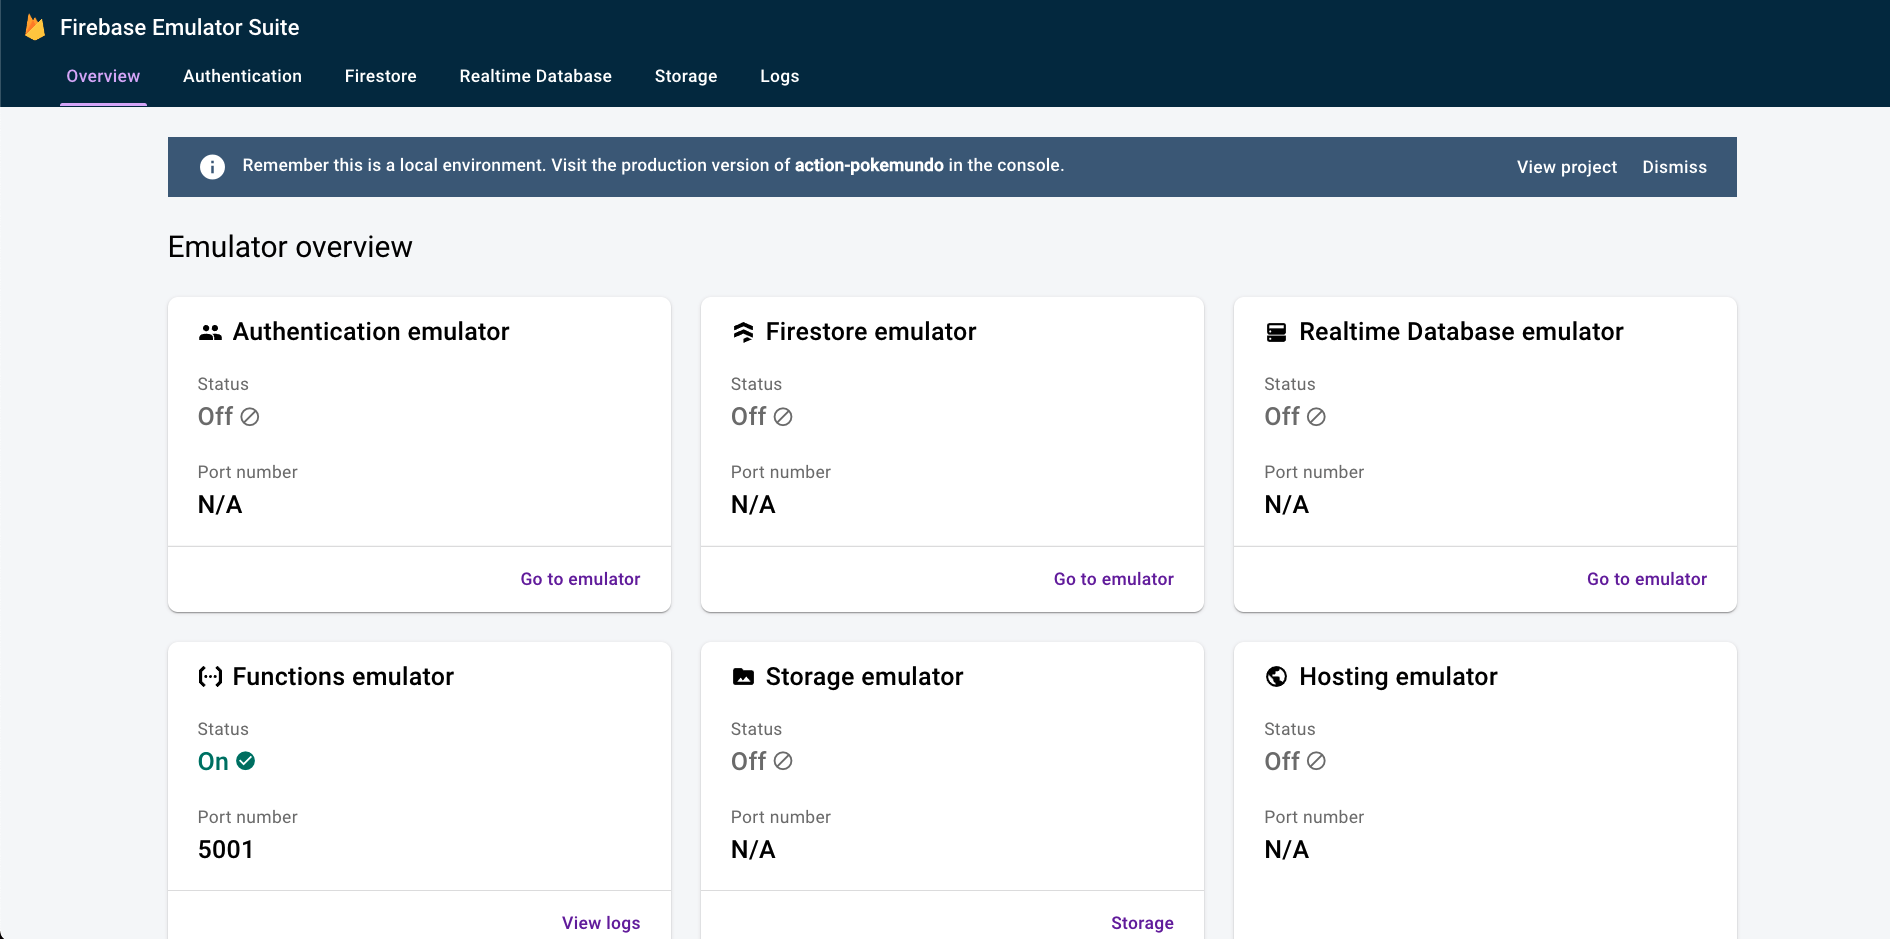 Firebase Emulator Suite
Overview Authentication Firestore Realtime Database Storage Logs
Remember this is a local environment. Visit the production version of action-pokemundo in the console. View project Dismiss
Emulator overview
Authentication emulator
Status
Off
Port number
N/A
Go to emulator
Firestore emulator
Status
Off
Port number
N/A
Go to emulator
Realtime Database emulator
Status
Off
Port number
N/A
Go to emulator
Functions emulator
Status
On
Port number
5001
View logs
Storage emulator
Status
Off
Port number
N/A
Storage
Hosting emulator
Status
Off
Port number
N/A